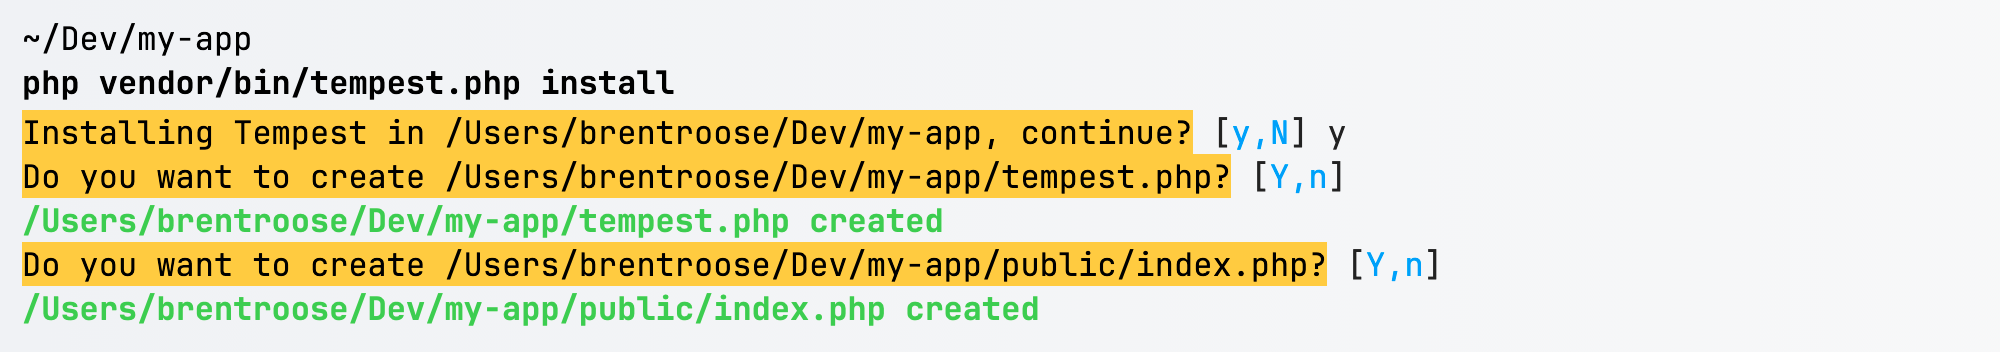 ~/Dev/my-app
php vendor/bin/tempest.php install
Installing Tempest in /Users/brentroose/Dev/my-app, continue? [y,N] y
Do you want to create /Users/brentroose/Dev/my-app/tempest.php? [Y,n]
/Users/brentroose/Dev/my-app/tempest.php created
Do you want to create /Users/brentroose/Dev/my-app/public/index.php? [Y,n]
/Users/brentroose/Dev/my-app/public/index.php created